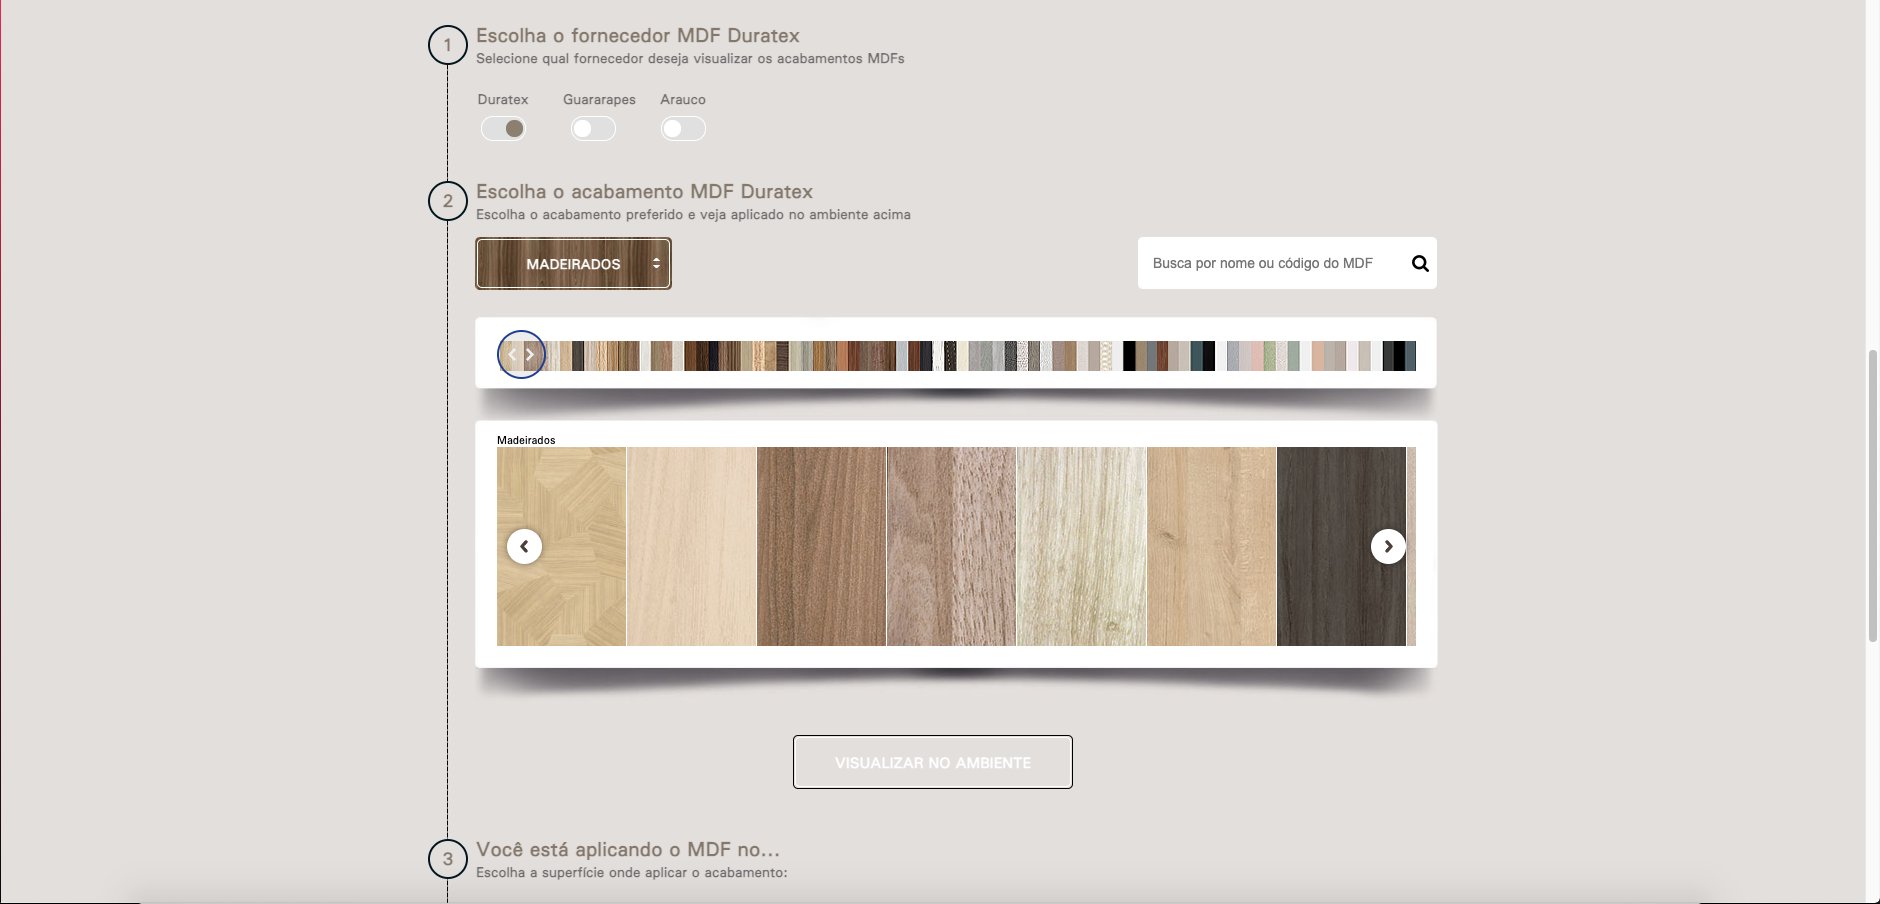 1
Escolha o fornecedor MDF Duratex
Selecione qual fornecedor deseja visualizar os acabamentos MDFs
Duratex Guararapes Arauco
2
Escolha o acabamento MDF Duratex
Escolha o acabamento preferido e veja aplicado no ambiente acima
MADEIRADOS
Busca por nome ou código do MDF
Madeirados
VISUALIZAR NO AMBIENTE
3
Você está aplicando o MDF no...
Escolha a superfície onde aplicar o acabamento: